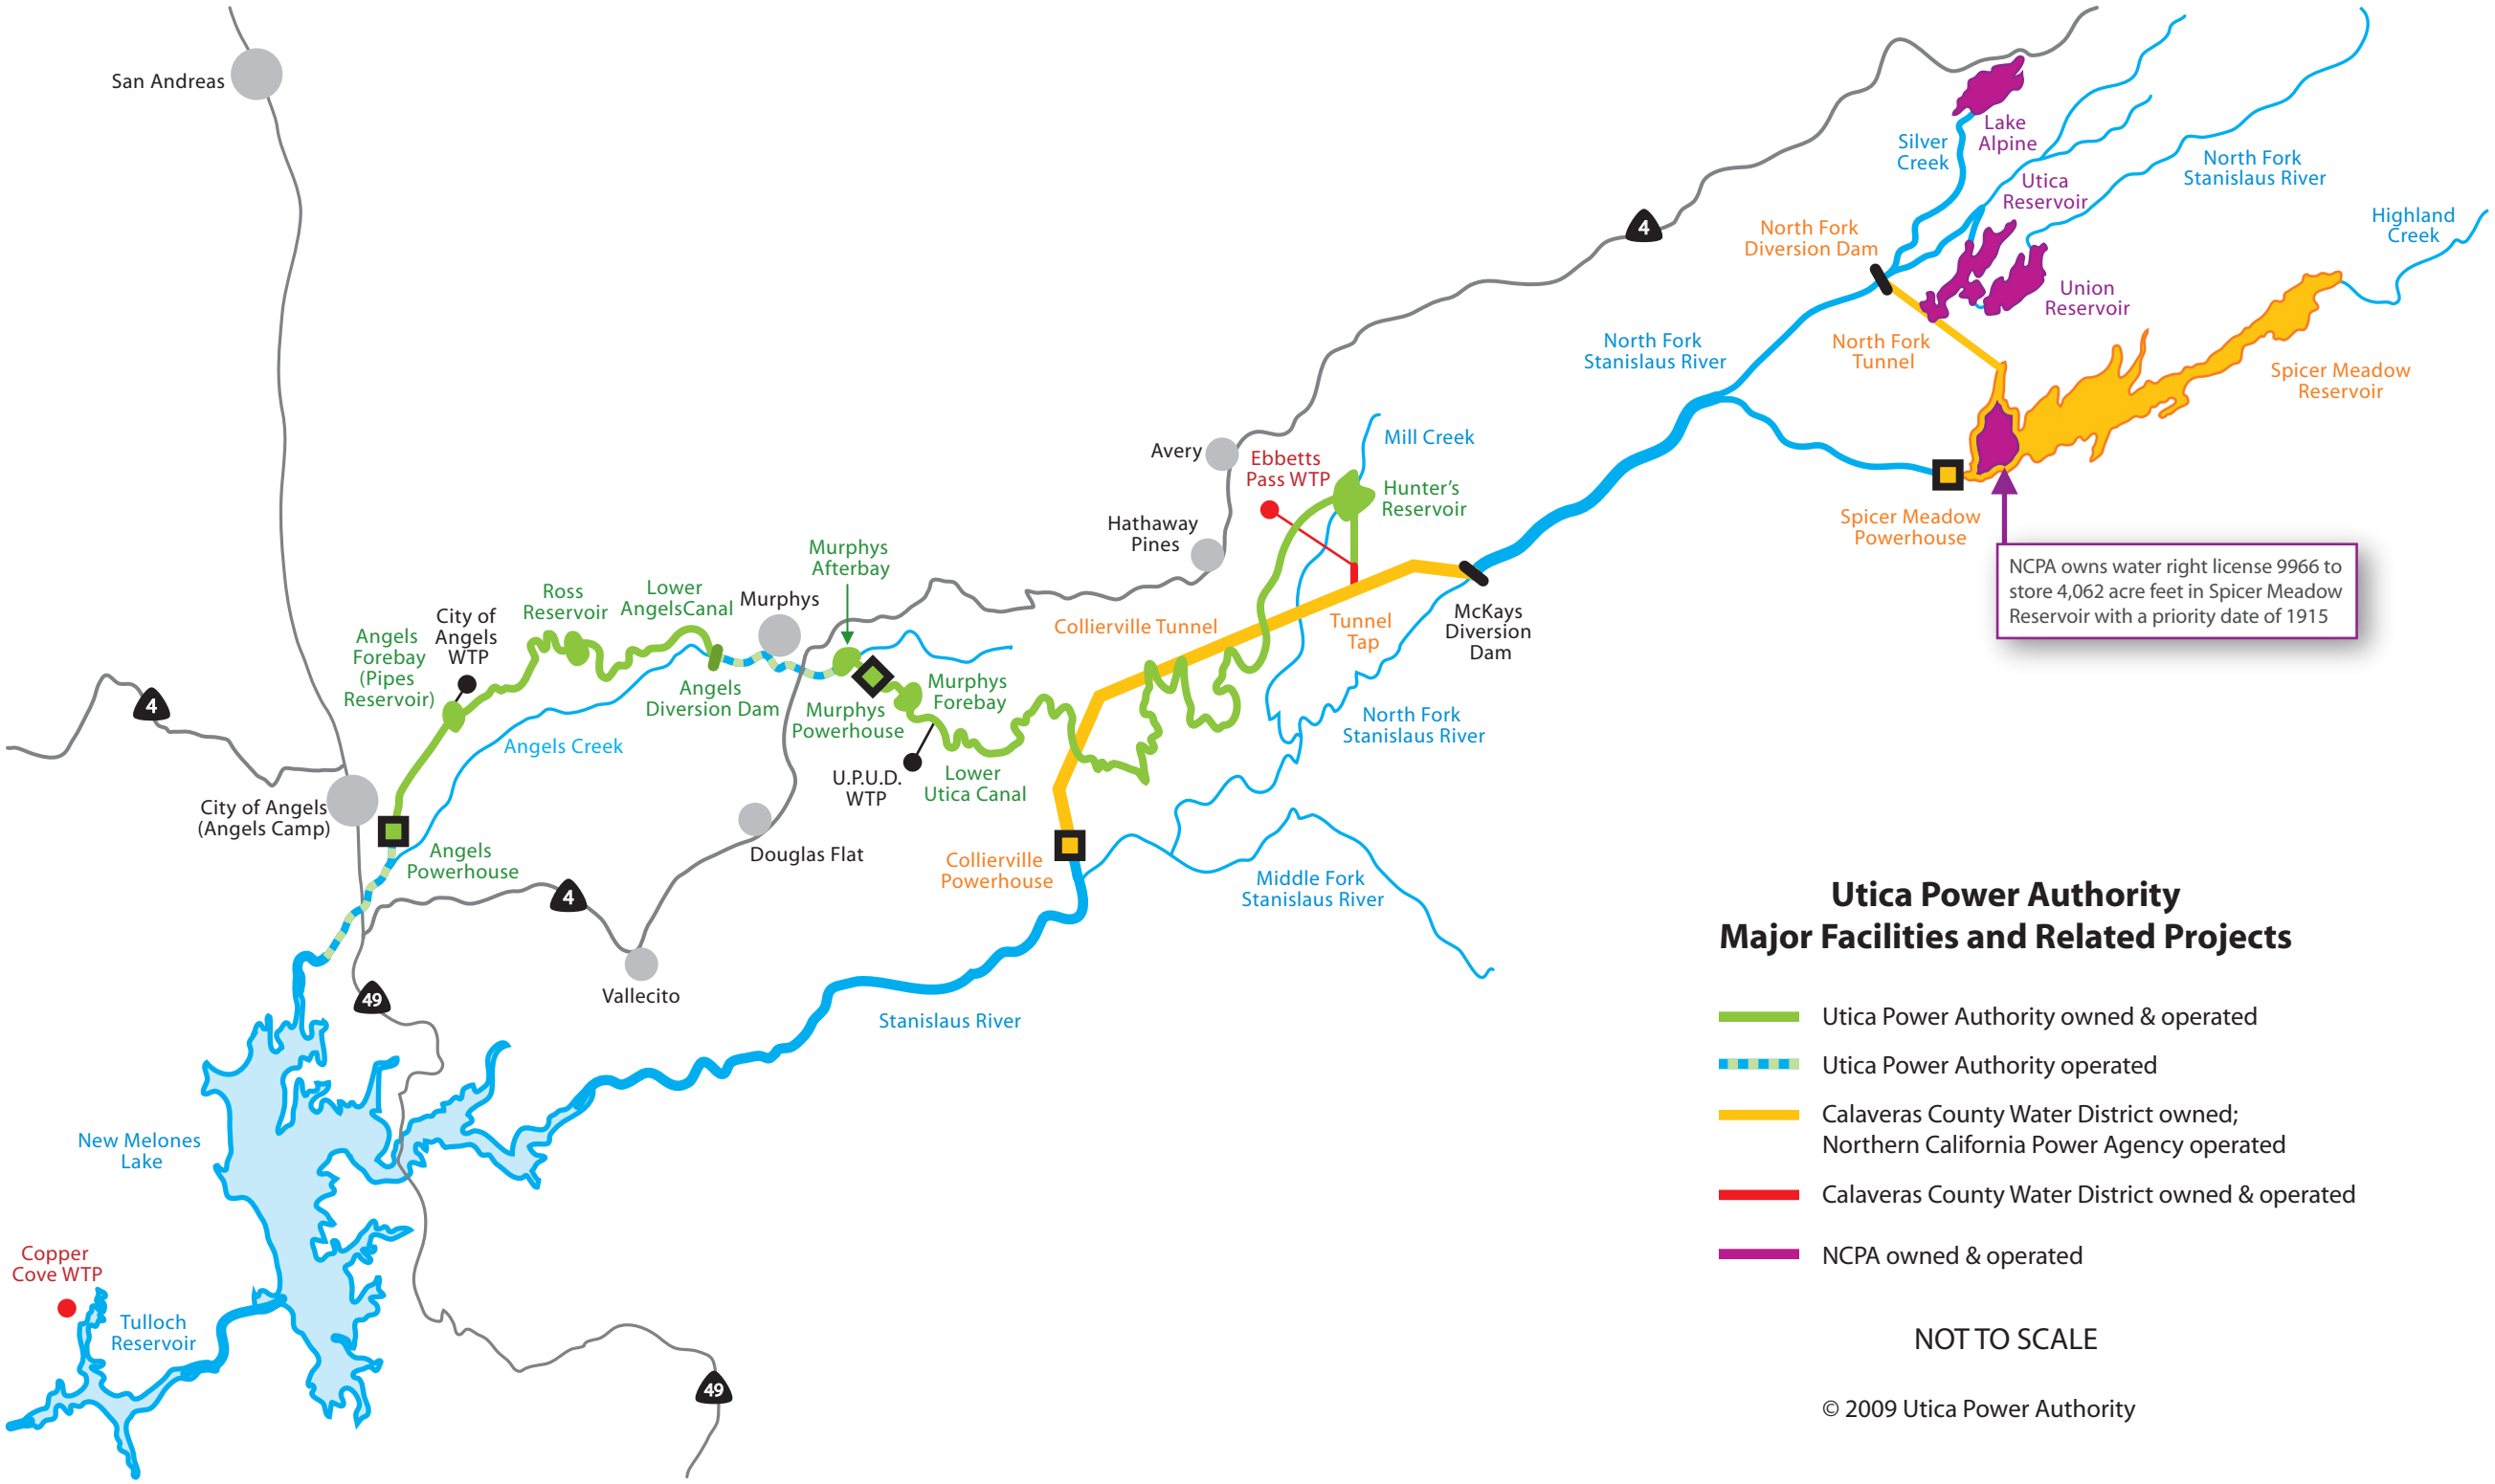 San Andreas
4
Lake
Alpine
Silver
Creek
North Fork
Stanislaus River
Utica
Reservoir
Highland
Creek
North Fork
Diversion Dam
Union
Reservoir
North Fork
Stanislaus River
North Fork
Tunnel
Spicer Meadow
Reservoir
Mill Creek
Avery
Ebbetts
Pass WTP
Hunter's
Reservoir
Hathaway
Pines
Spicer Meadow
Powerhouse
NCPA owns water right license 9966 to
store 4,062 acre feet in Spicer Meadow
Reservoir with a priority date of 1915
Murphys
Afterbay
Lower
AngelsCanal
Ross
Reservoir
Murphys
City of
Angels
WTP
Angels
Forebay
(Pipes
Reservoir)
Collierville Tunnel
Tunnel
Tap
McKays
Diversion
Dam
Angels
Diversion Dam
Murphys
Forebay
Murphys
Powerhouse
4
Angels Creek
North Fork
Stanislaus River
U.P.U.D.
WTP
Lower
Utica Canal
City of Angels
(Angels Camp)
Angels
Powerhouse
Douglas Flat
Collierville
Powerhouse
Middle Fork
Stanislaus River
4
Vallecito
49
Stanislaus River
New Melones
Lake
Copper
Cove WTP
Tulloch
Reservoir
49
Utica Power Authority
Major Facilities and Related Projects
Utica Power Authority owned & operated
Utica Power Authority operated
Calaveras County Water District owned;
Northern California Power Agency operated
Calaveras County Water District owned & operated
NCPA owned & operated
NOT TO SCALE
© 2009 Utica Power Authority